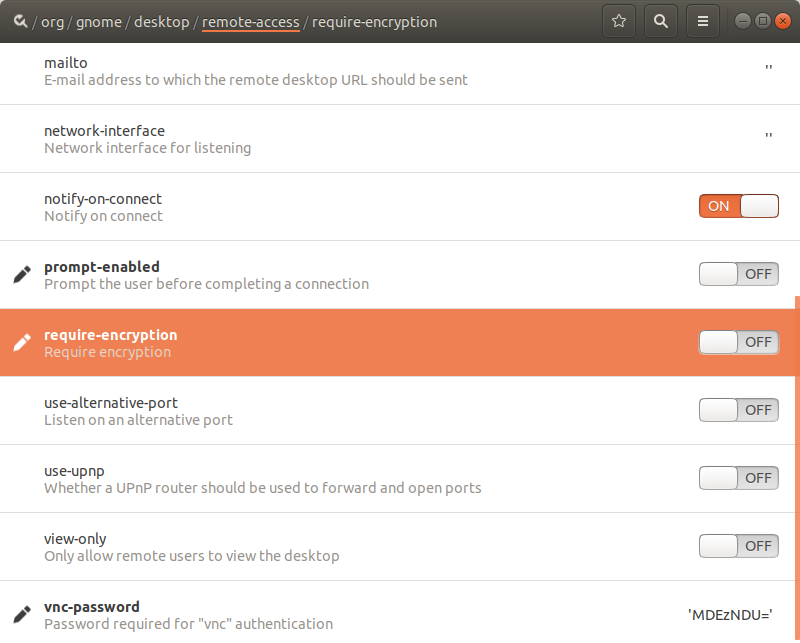 / org / gnome / desktop / remote-access / require-encryption
mailto
E-mail address to which the remote desktop URL should be sent
''
network-interface
Network interface for listening
''
notify-on-connect
Notify on connect
ON
prompt-enabled
Prompt the user before completing a connection
OFF
require-encryption
Require encryption
OFF
use-alternative-port
Listen on an alternative port
OFF
use-upnp
Whether a UPnP router should be used to forward and open ports
OFF
view-only
Only allow remote users to view the desktop
OFF
vnc-password
Password required for "vnc" authentication
'MDEzNDU='